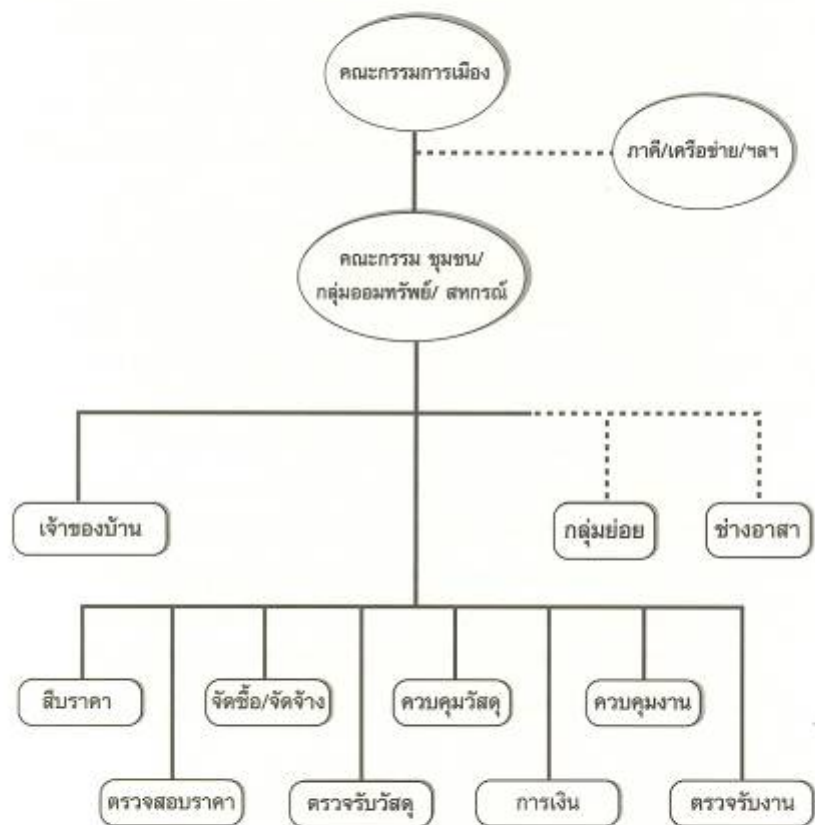 คณะกรรมการเมือง
ภาคี/เครือข่าย/ฯลฯ
คณะกรรม ชุมชน/
กลุ่มออมทรัพย์/ สหกรณ์
เจ้าของบ้าน
กลุ่มย่อย
ช่างอาสา
สืบราคา
จัดซื้อ/จัดจ้าง
ควบคุมวัสดุ
ควบคุมงาน
ตรวจสอบราคา
ตรวจรับวัสดุ
การเงิน
ตรวจรับงาน